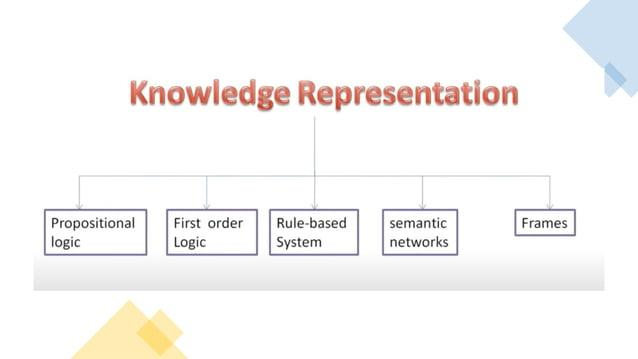 Knowledge Representation
Propositional
logic
First order
Logic
Rule-based
System
semantic
networks
Frames